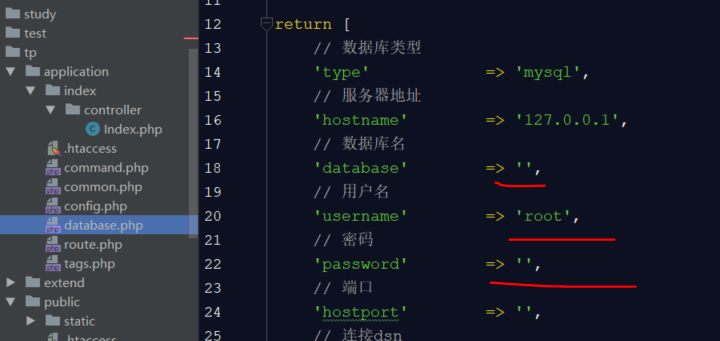 study
test
tp
application
index
controller
Index.php
.htaccess
command.php
common.php
config.php
database.php
route.php
tags.php
extend
public
static
.htaccess
11
12 return [
13 // 数据库类型
14 'type' => 'mysql',
15 // 服务器地址
16 'hostname' => '127.0.0.1',
17 // 数据库名
18 'database' => '',
19 // 用户名
20 'username' => 'root',
21 // 密码
22 'password' => '',
23 // 端口
24 'hostport' => '',
25 // 连接dsn